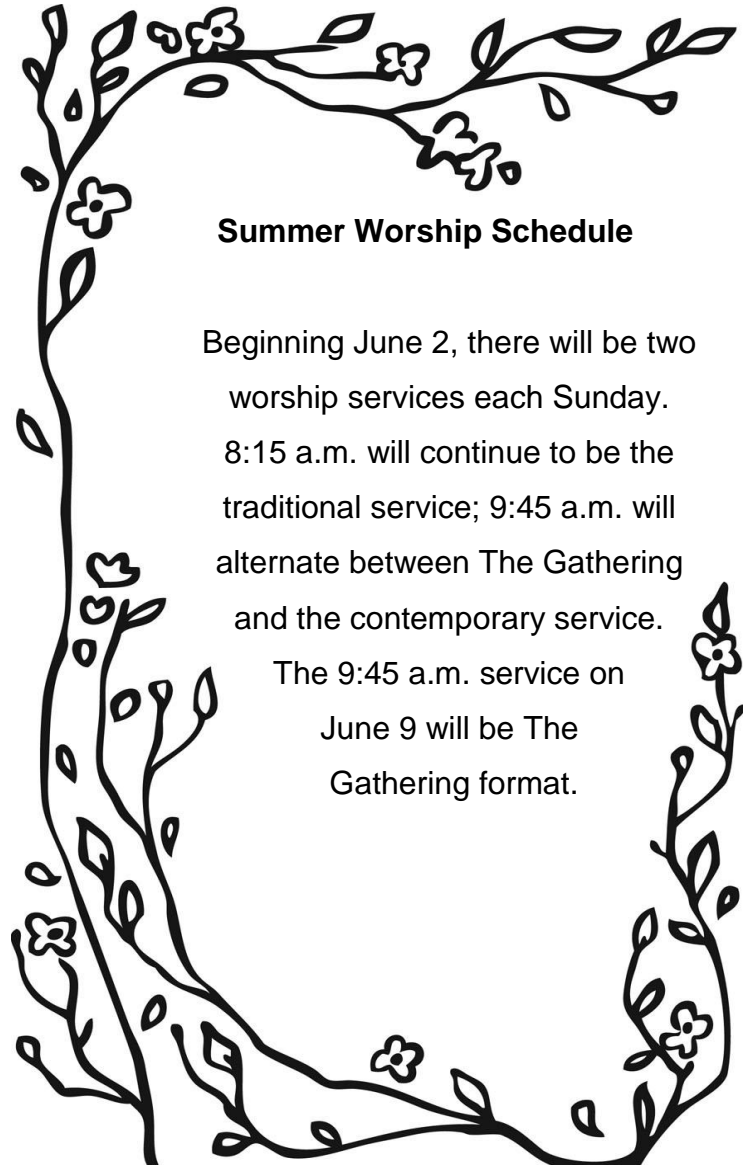 Summer Worship Schedule
Beginning June 2, there will be two
worship services each Sunday.
8:15 a.m. will continue to be the
traditional service; 9:45 a.m. will
alternate between The Gathering
and the contemporary service.
The 9:45 a.m. service on
June 9 will be The
Gathering format.